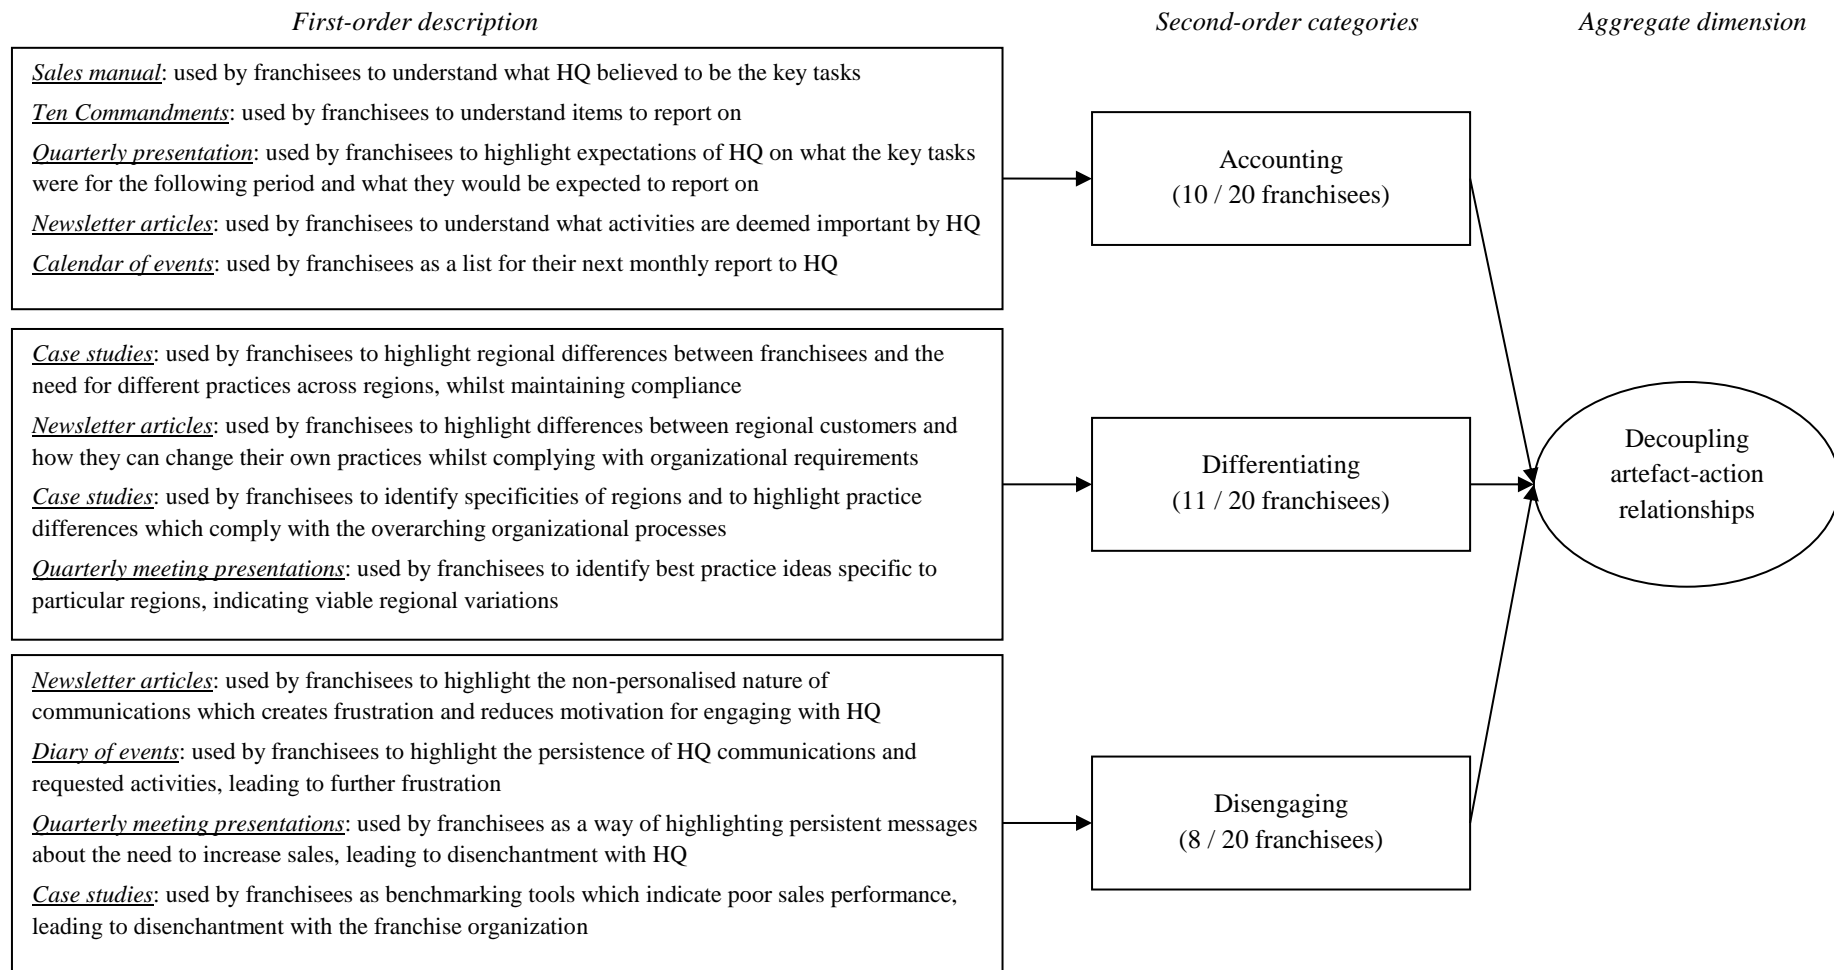 First-order description
Second-order categories
Aggregate dimension
Sales manual: used by franchisees to understand what HQ believed to be the key tasks
Ten Commandments: used by franchisees to understand items to report on
Quarterly presentation: used by franchisees to highlight expectations of HQ on what the key tasks
were for the following period and what they would be expected to report on
Newsletter articles: used by franchisees to understand what activities are deemed important by HQ
Calendar of events: used by franchisees as a list for their next monthly report to HQ
Accounting
(10 / 20 franchisees)
Case studies: used by franchisees to highlight regional differences between franchisees and the
need for different practices across regions, whilst maintaining compliance
Newsletter articles: used by franchisees to highlight differences between regional customers and
how they can change their own practices whilst complying with organizational requirements
Case studies: used by franchisees to identify specificities of regions and to highlight practice
differences which comply with the overarching organizational processes
Quarterly meeting presentations: used by franchisees to identify best practice ideas specific to
particular regions, indicating viable regional variations
Differentiating
(11 / 20 franchisees)
Decoupling
artefact-action
relationships
Newsletter articles: used by franchisees to highlight the non-personalised nature of
communications which creates frustration and reduces motivation for engaging with HQ
Diary of events: used by franchisees to highlight the persistence of HQ communications and
requested activities, leading to further frustration
Quarterly meeting presentations: used by franchisees as a way of highlighting persistent messages
about the need to increase sales, leading to disenchantment with HQ
Case studies: used by franchisees as benchmarking tools which indicate poor sales performance,
leading to disenchantment with the franchise organization
Disengaging
(8 / 20 franchisees)